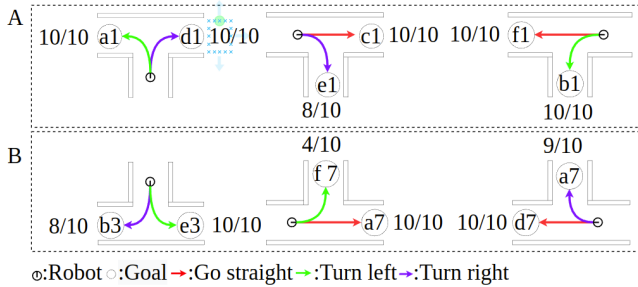 A
10/10 a1 d1 10/10 c1 10/10 10/10 f1
e1 b1
8/10 10/10
B 4/10 9/10
f 7 a7
8/10 b3 e3 10/10 a7 10/10 10/10 d7
:Robot :Goal :Go straight :Turn left :Turn right